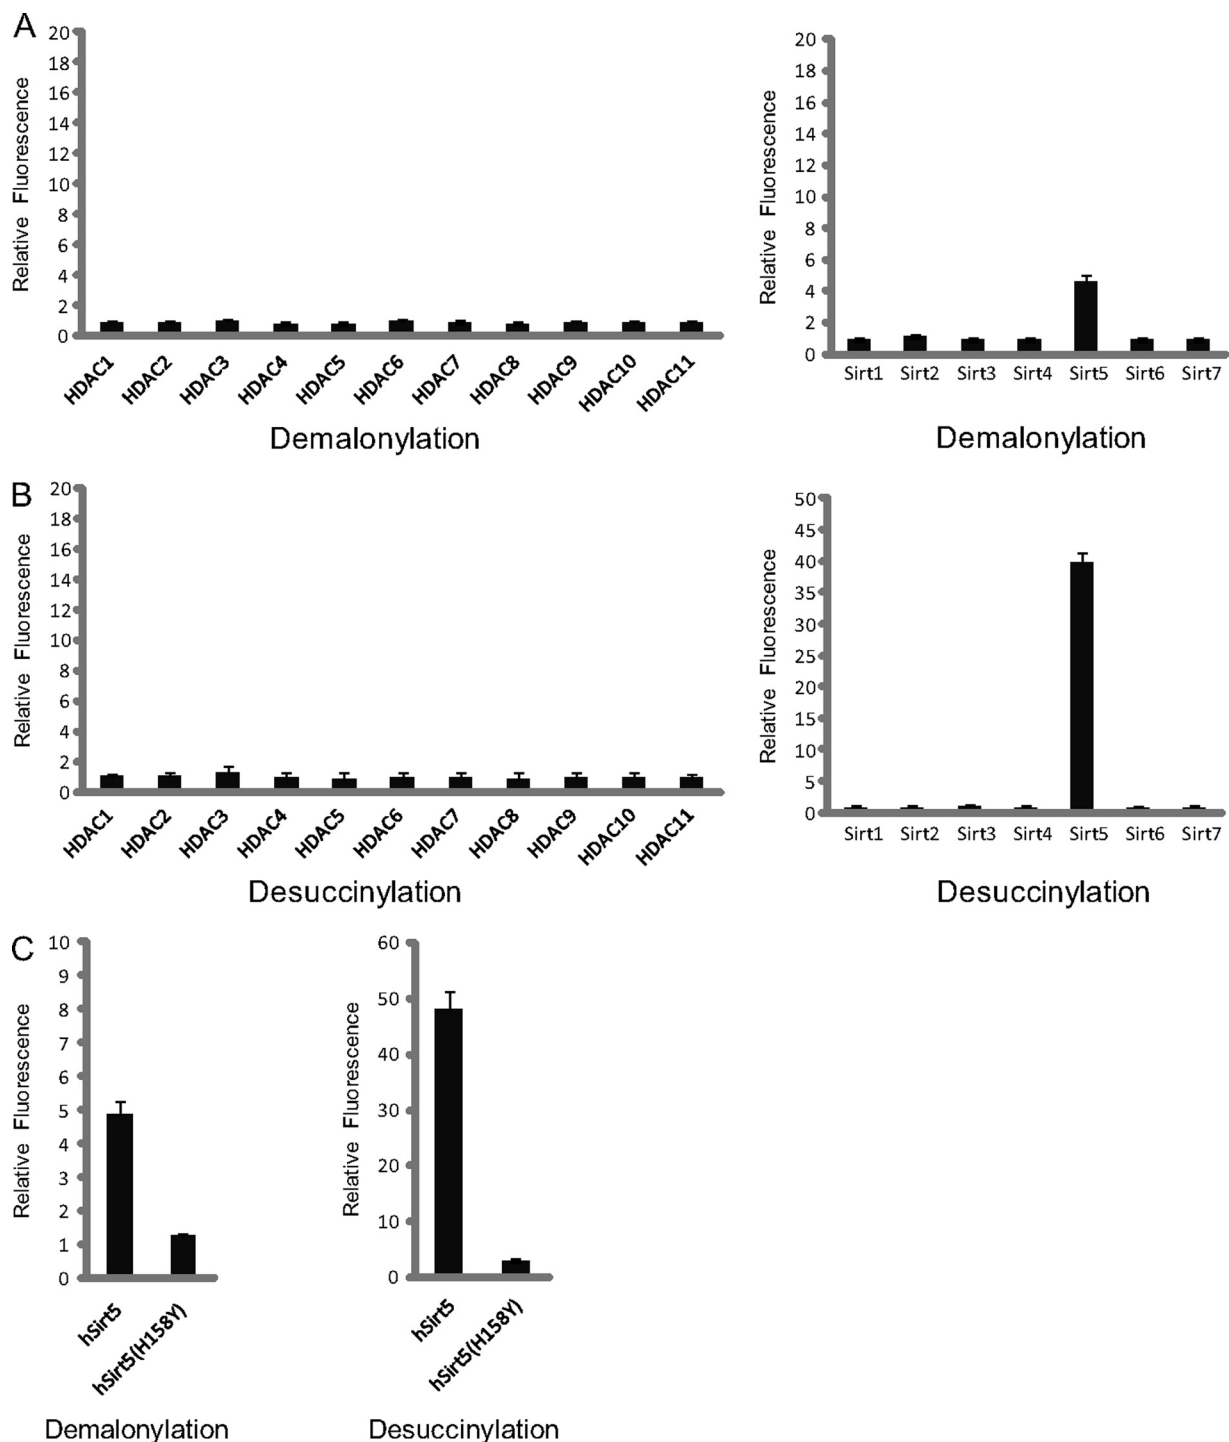 A
Relative Fluorescence
20
18
16
14
12
10
8
6
4
2
0
HDAC1 HDAC2 HDAC3 HDAC4 HDAC5 HDAC6 HDAC7 HDAC8 HDAC9 HDAC10 HDAC11
Demalonylation
Relative Fluorescence
20
18
16
14
12
10
8
6
4
2
0
Sirt1 Sirt2 Sirt3 Sirt4 Sirt5 Sirt6 Sirt7
Demalonylation
B
Relative Fluorescence
20
18
16
14
12
10
8
6
4
2
0
HDAC1 HDAC2 HDAC3 HDAC4 HDAC5 HDAC6 HDAC7 HDAC8 HDAC9 HDAC10 HDAC11
Desuccinylation
Relative Fluorescence
50
45
40
35
30
25
20
15
10
5
0
Sirt1 Sirt2 Sirt3 Sirt4 Sirt5 Sirt6 Sirt7
Desuccinylation
C
Relative Fluorescence
10
9
8
7
6
5
4
3
2
1
0
hSirt5 hSirt5(H158Y)
Demalonylation
Relative Fluorescence
60
50
40
30
20
10
0
hSirt5 hSirt5(H158Y)
Desuccinylation